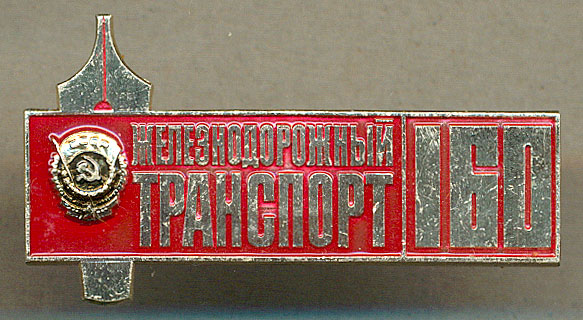 ЖЕЛЕЗНОДОРОЖНЫЙ
ТРАНСПОРТ 160